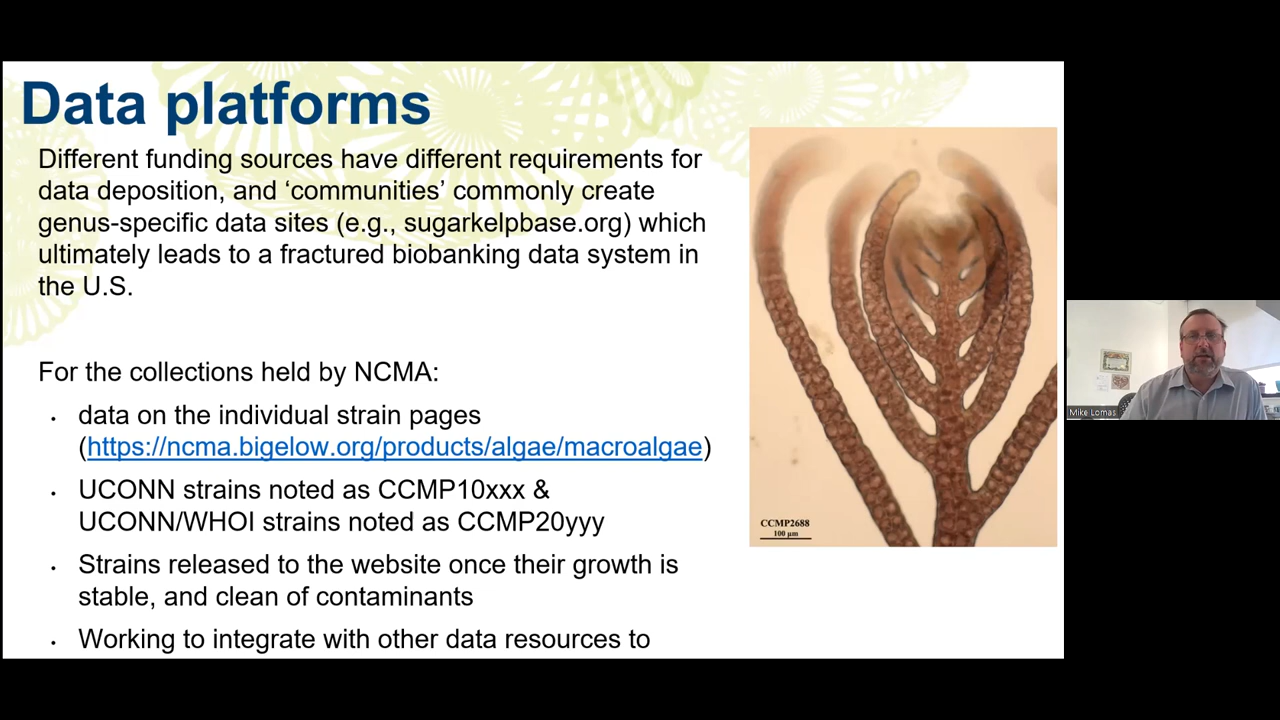 Data platforms
Different funding sources have different requirements for
data deposition, and ‘communities’ commonly create
genus-specific data sites (e.g., sugarkelpbase.org) which
ultimately leads to a fractured biobanking data system in
the U.S.
For the collections held by NCMA:
• data on the individual strain pages
(https://ncma.bigelow.org/products/algae/macroalgae)
• UCONN strains noted as CCMP10xxx &
UCONN/WHOI strains noted as CCMP20yyy
• Strains released to the website once their growth is
stable, and clean of contaminants
• Working to integrate with other data resources to
CCMP2688
100 µm
Mike Lomas